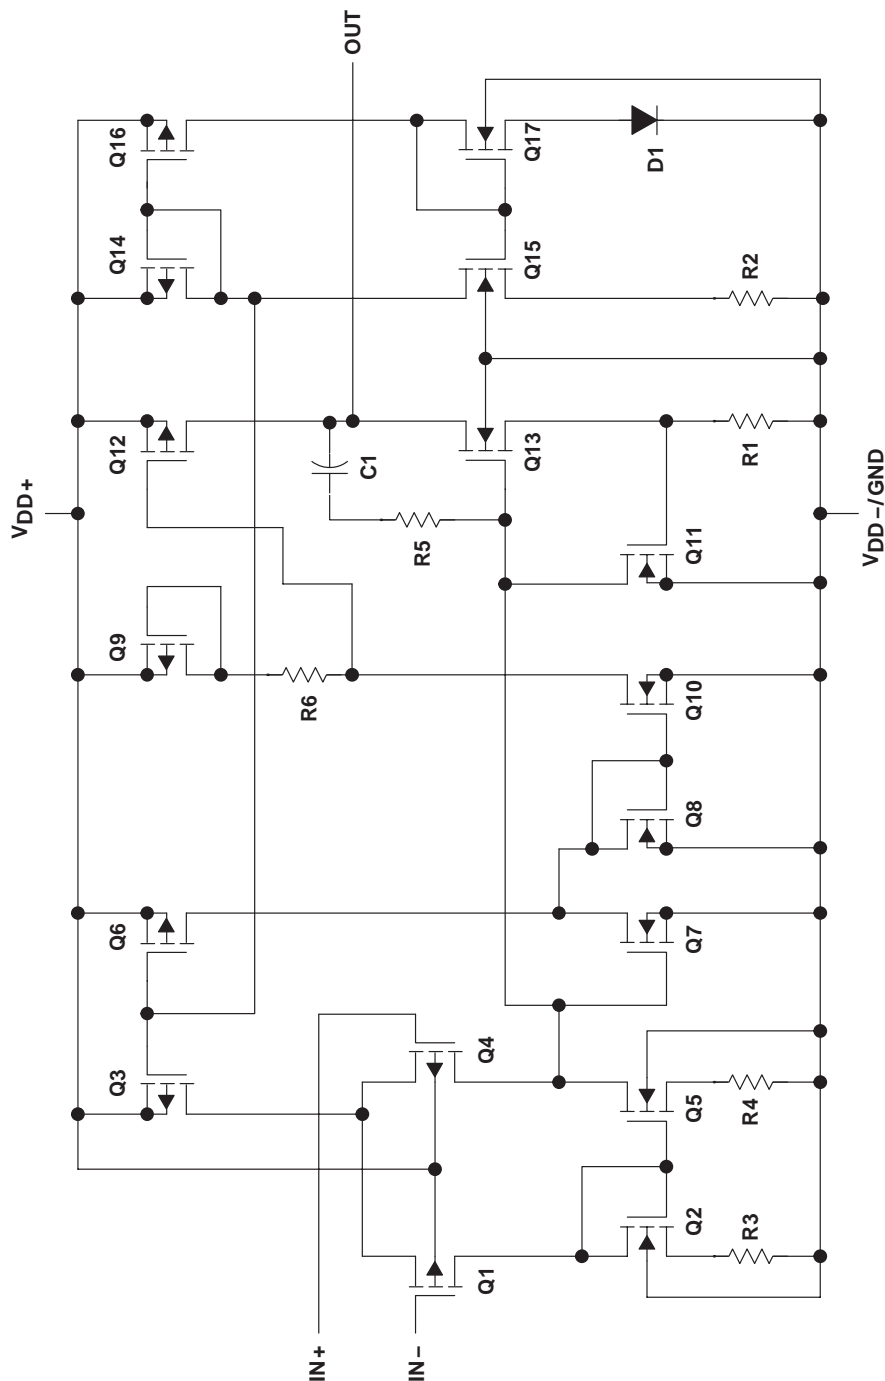 VDD+
Q3 Q6 Q9 Q12 Q14 Q16
IN+
R6
OUT
C1
IN−
R5
Q1 Q4
Q13 Q15 Q17
D1
Q2 Q5 Q7 Q8 Q10 Q11
R3 R4 R1 R2
VDD−/GND